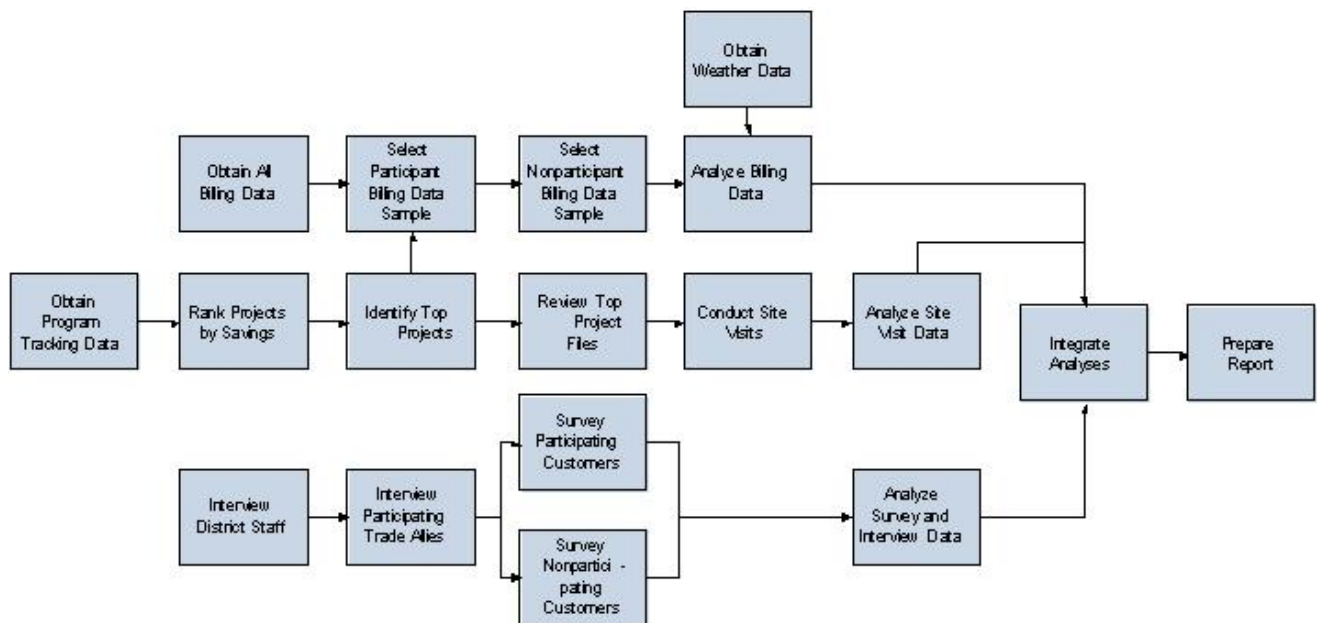 Obtain
Weather Data
Obtain All
Billing Data
Select
Participant
Billing Data
Sample
Select
Nonparticipant
Billing Data
Sample
Analyze Billing
Data
Obtain
Program
Tracking Data
Rank Projects
by Savings
Identify Top
Projects
Review Top
Project
Files
Conduct Site
Visits
Analyze Site
Visit Data
Integrate
Analyses
Prepare
Report
Survey
Participating
Customers
Interview
District Staff
Interview
Participating
Trade Allies
Survey
Nonpartici -
pating
Customers
Analyze
Survey and
Interview Data